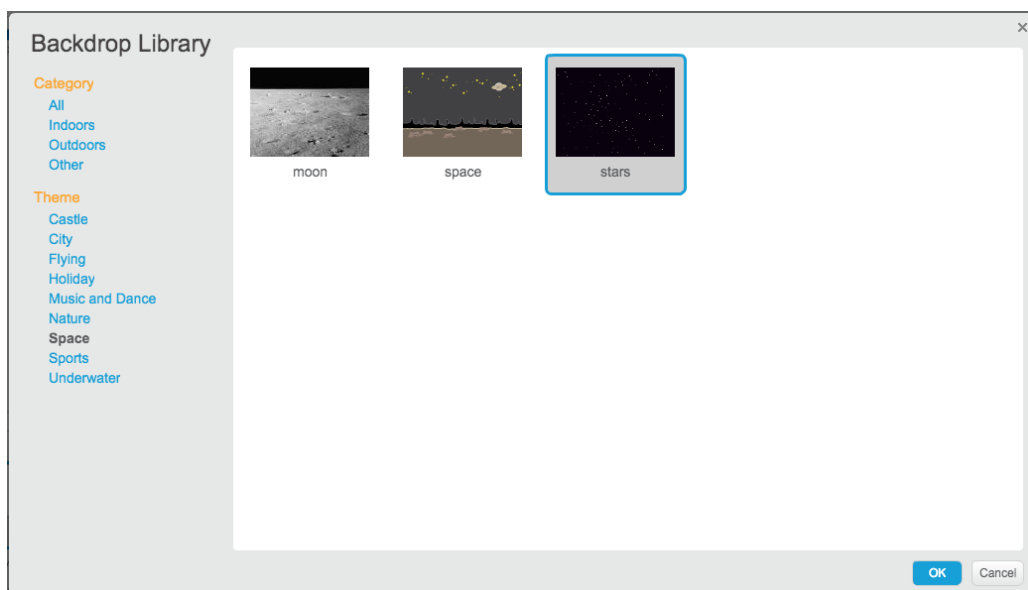 Backdrop Library
Category
All
Indoors
Outdoors
Other
Theme
Castle
City
Flying
Holiday
Music and Dance
Nature
Space
Sports
Underwater
moon
space
stars
OK
Cancel